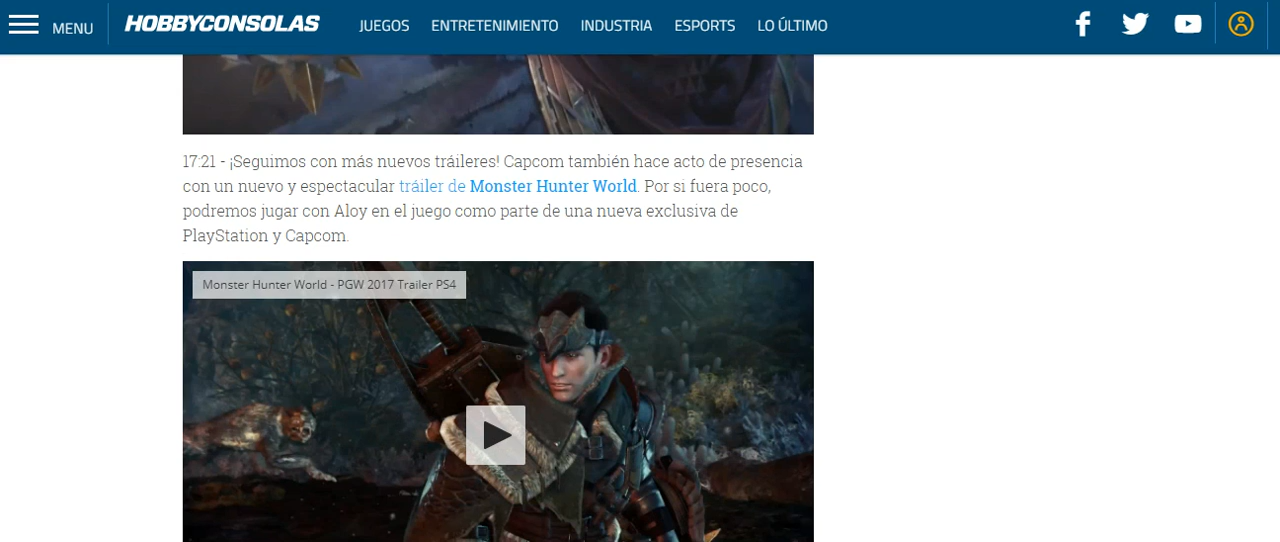 MENU
HOBBYCONSOLAS
JUEGOS
ENTRETENIMIENTO
INDUSTRIA
ESPORTS
LO ÚLTIMO
17:21 - ¡Seguimos con más nuevos tráileres! Capcom también hace acto de presencia
con un nuevo y espectacular tráiler de Monster Hunter World. Por si fuera poco,
podremos jugar con Aloy en el juego como parte de una nueva exclusiva de
PlayStation y Capcom.
Monster Hunter World - PGW 2017 Trailer PS4